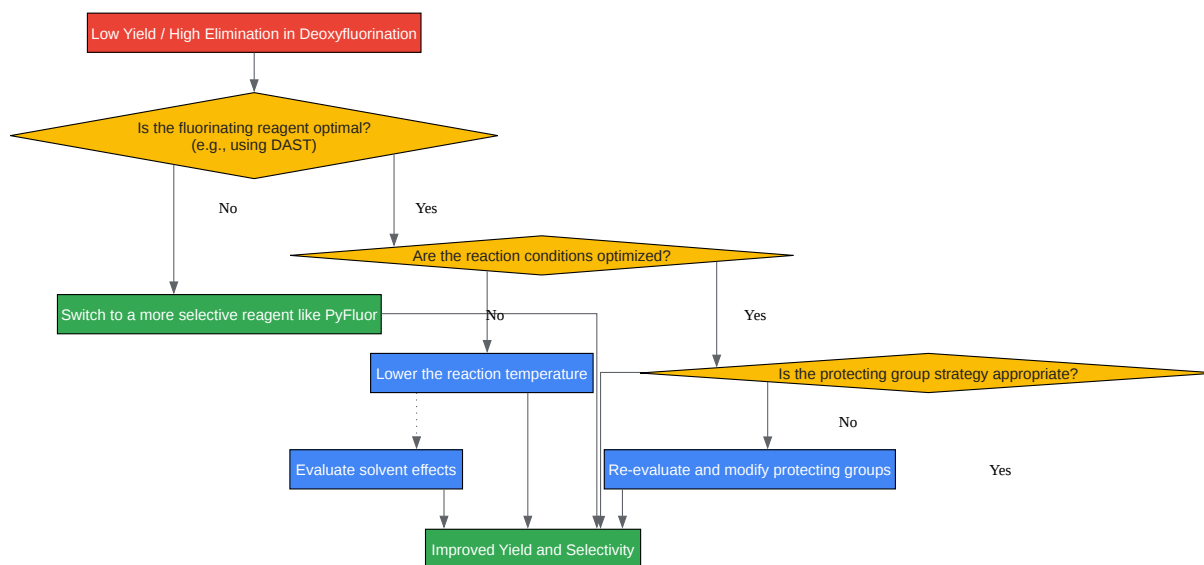 Low Yield / High Elimination in Deoxyfluorination
Is the fluorinating reagent optimal?
(e.g., using DAST)
No
Yes
Are the reaction conditions optimized?
Switch to a more selective reagent like PyFluor
No
Yes
Lower the reaction temperature
Is the protecting group strategy appropriate?
No
Evaluate solvent effects
Re-evaluate and modify protecting groups
Yes
Improved Yield and Selectivity